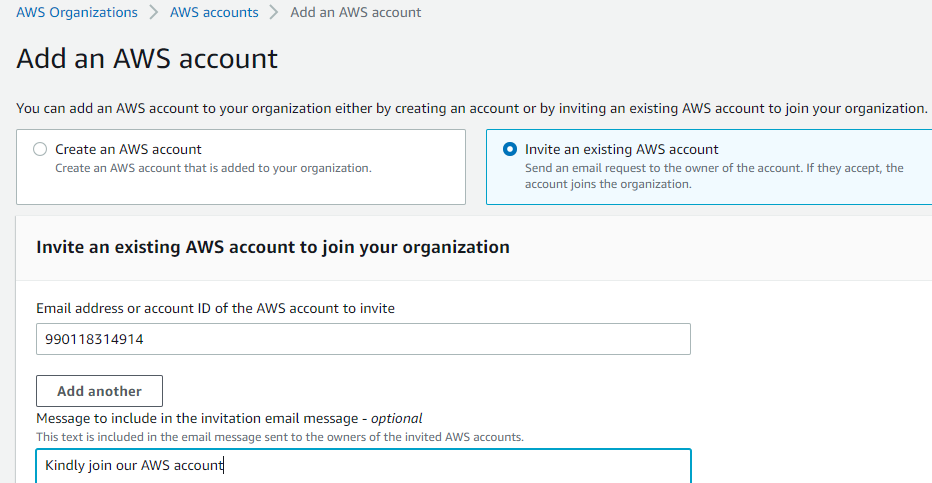 AWS Organizations > AWS accounts > Add an AWS account
Add an AWS account
You can add an AWS account to your organization either by creating an account or by inviting an existing AWS account to join your organization.
Create an AWS account
Create an AWS account that is added to your organization.
Invite an existing AWS account
Send an email request to the owner of the account. If they accept, the
account joins the organization.
Invite an existing AWS account to join your organization
Email address or account ID of the AWS account to invite
990118314914
Add another
Message to include in the invitation email message - optional
This text is included in the email message sent to the owners of the invited AWS accounts.
Kindly join our AWS account